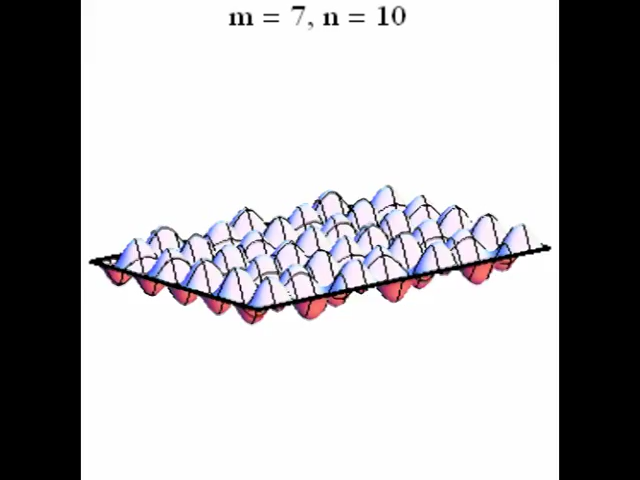 m = 7, n = 10